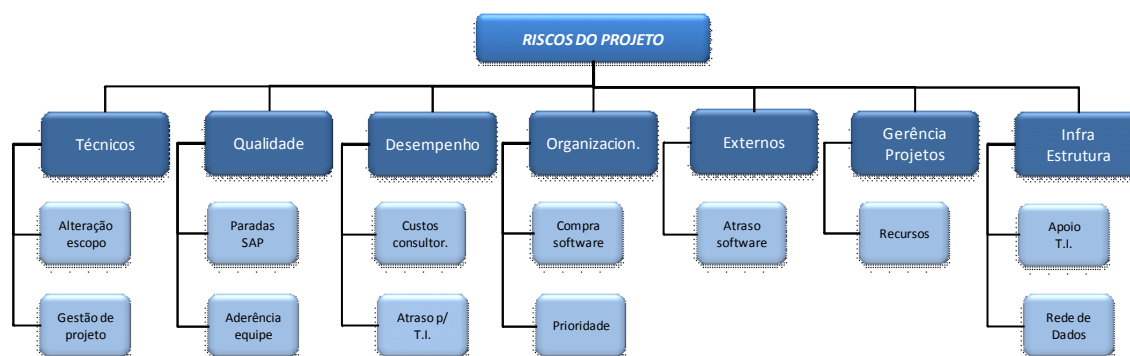 RISCOS DO PROJETO
Técnicos
Qualidade
Desempenho
Organizacion.
Externos
Gerência
Projetos
Infra
Estrutura
Alteração
escopo
Paradas
SAP
Custos
consultor.
Compra
software
Atraso
software
Recursos
Apoio
T.I.
Gestão de
projeto
Aderência
equipe
Atraso p/
T.I.
Prioridade
Rede de
Dados